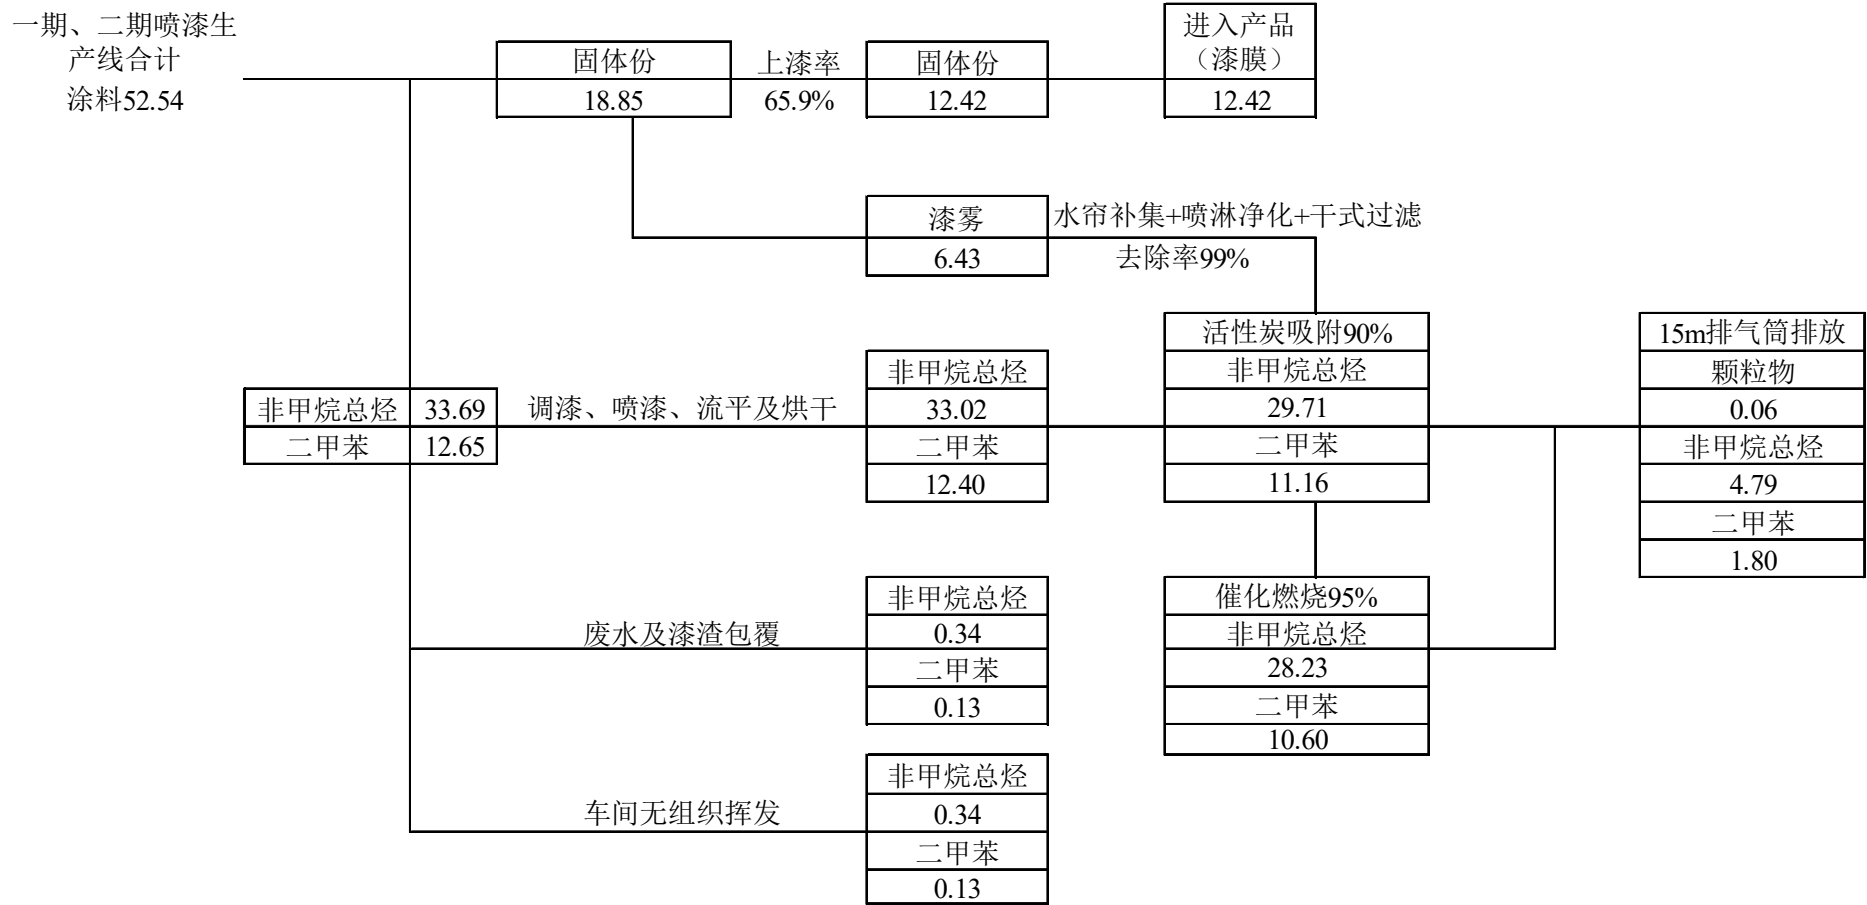 一期、二期喷漆生
产线合计
涂料52.54
固体份
18.85
上漆率
65.9%
固体份
12.42
进入产品
（漆膜）
12.42
漆雾
6.43
水帘补集+喷淋净化+干式过滤
去除率99%
非甲烷总烃 33.69
二甲苯 12.65
调漆、喷漆、流平及烘干
非甲烷总烃
33.02
二甲苯
12.40
活性炭吸附90%
非甲烷总烃
29.71
二甲苯
11.16
15m排气筒排放
颗粒物
0.06
非甲烷总烃
4.79
二甲苯
1.80
废水及漆渣包覆
非甲烷总烃
0.34
二甲苯
0.13
催化燃烧95%
非甲烷总烃
28.23
二甲苯
10.60
车间无组织挥发
非甲烷总烃
0.34
二甲苯
0.13